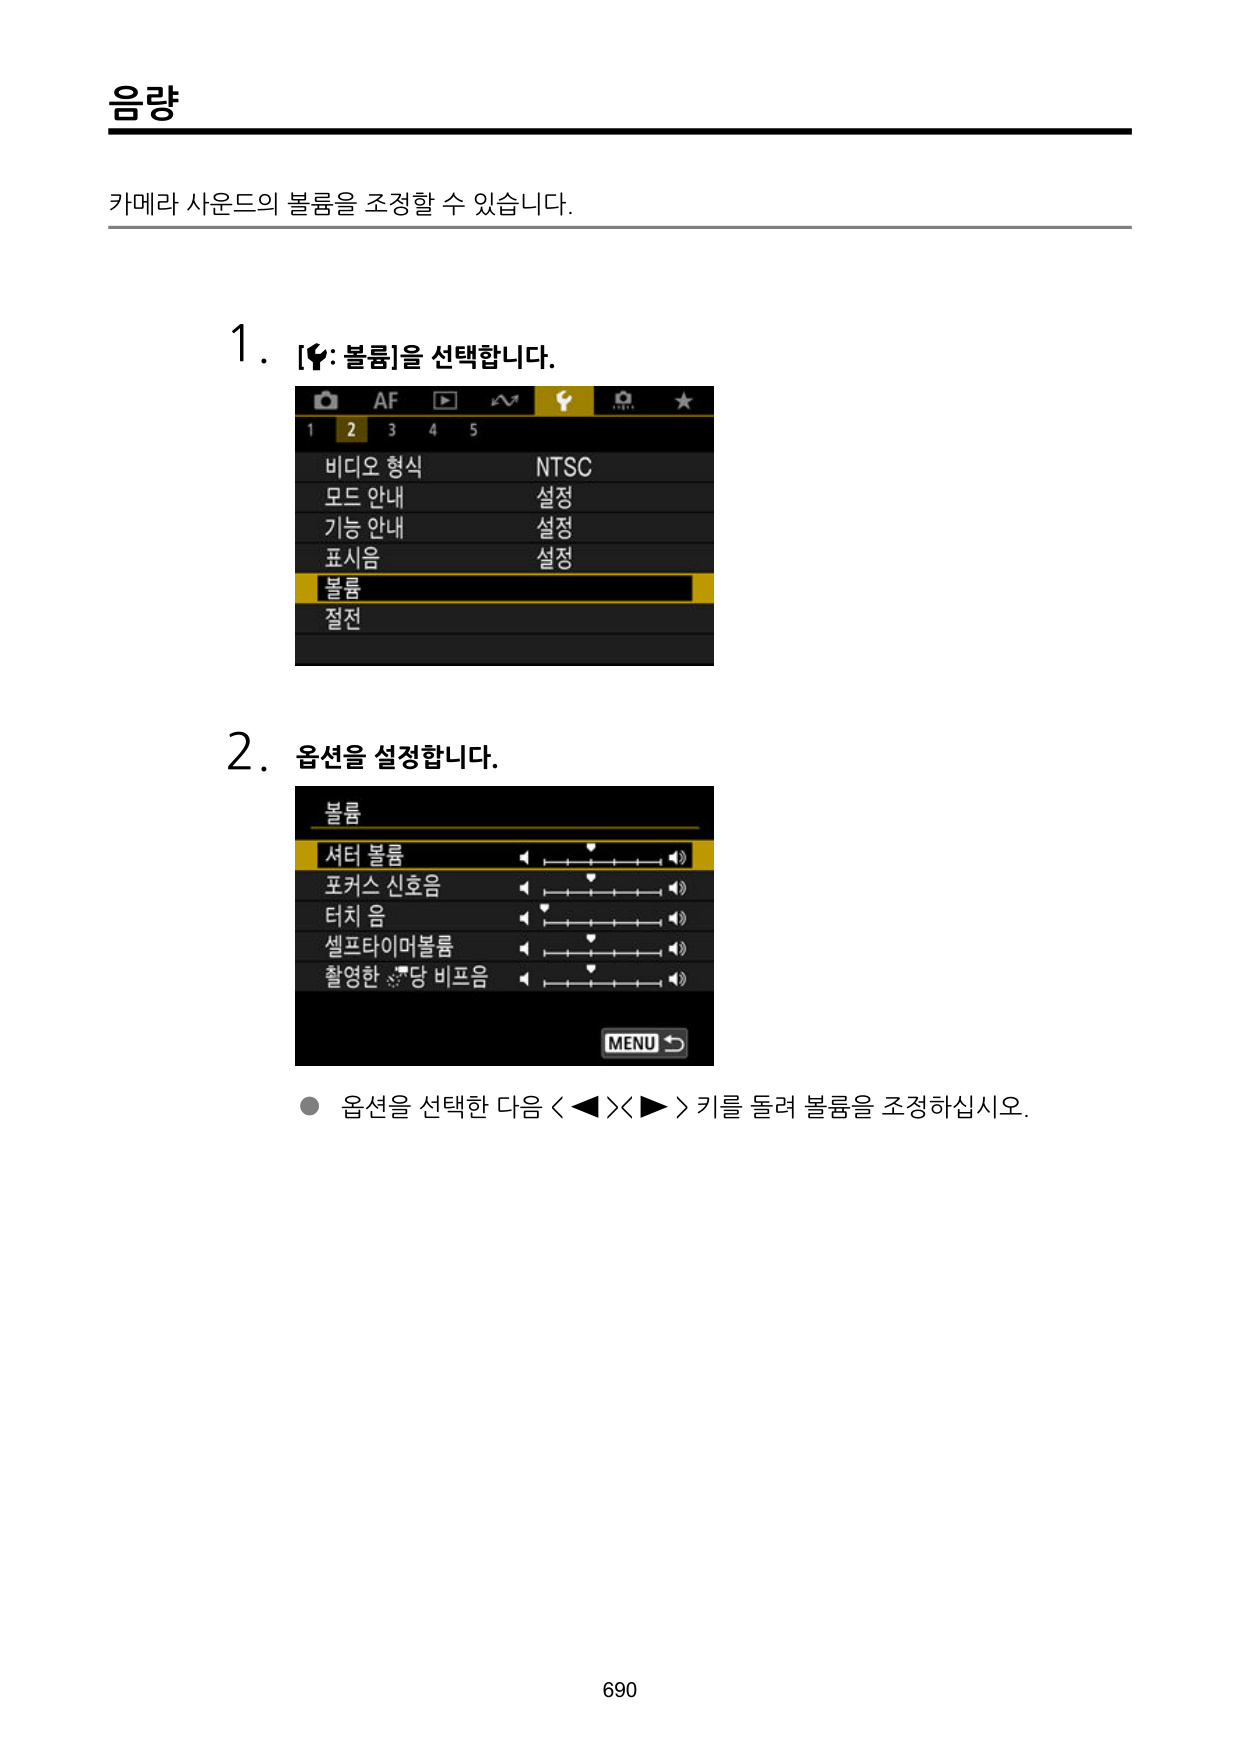 음량
카메라 사운드의 볼륨을 조정할 수 있습니다.
1. [: 볼륨]을 선택합니다.
AF
1 2 3 4 5
비디오 형식 NTSC
모드 안내 설정
기능 안내 설정
표시음 설정
볼륨
절전
2. 옵션을 설정합니다.
볼륨
셔터 볼륨
포커스 신호음
터치 음
셀프타이머볼륨
촬영한 당 비프음
MENU
● 옵션을 선택한 다음 < ◀ >< ▶ > 키를 돌려 볼륨을 조정하십시오.
690